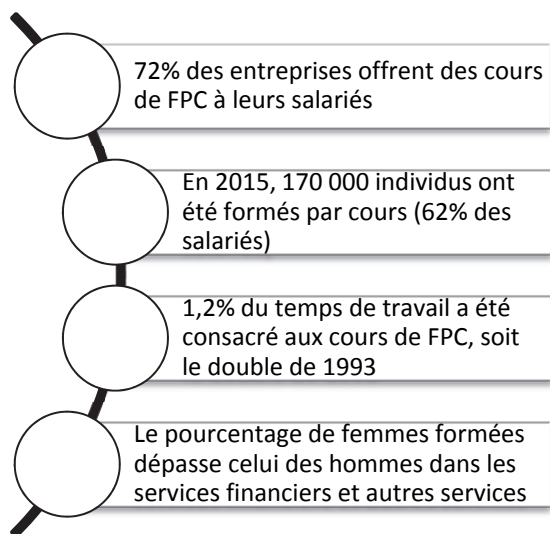 72% des entreprises offrent des cours
de FPC à leurs salariés
En 2015, 170 000 individus ont
été formés par cours (62% des
salariés)
1,2% du temps de travail a été
consacré aux cours de FPC, soit
le double de 1993
Le pourcentage de femmes formées
dépasse celui des hommes dans les
services financiers et autres services